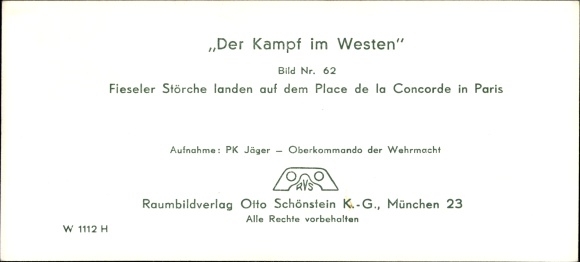 „Der Kampf im Westen“
Bild Nr. 62
Fieseler Störche landen auf dem Place de la Concorde in Paris
Aufnahme: PK Jäger – Oberkommando der Wehrmacht
RVS
Raumbildverlag Otto Schönstein K.-G., München 23
Alle Rechte vorbehalten
W 1112 H